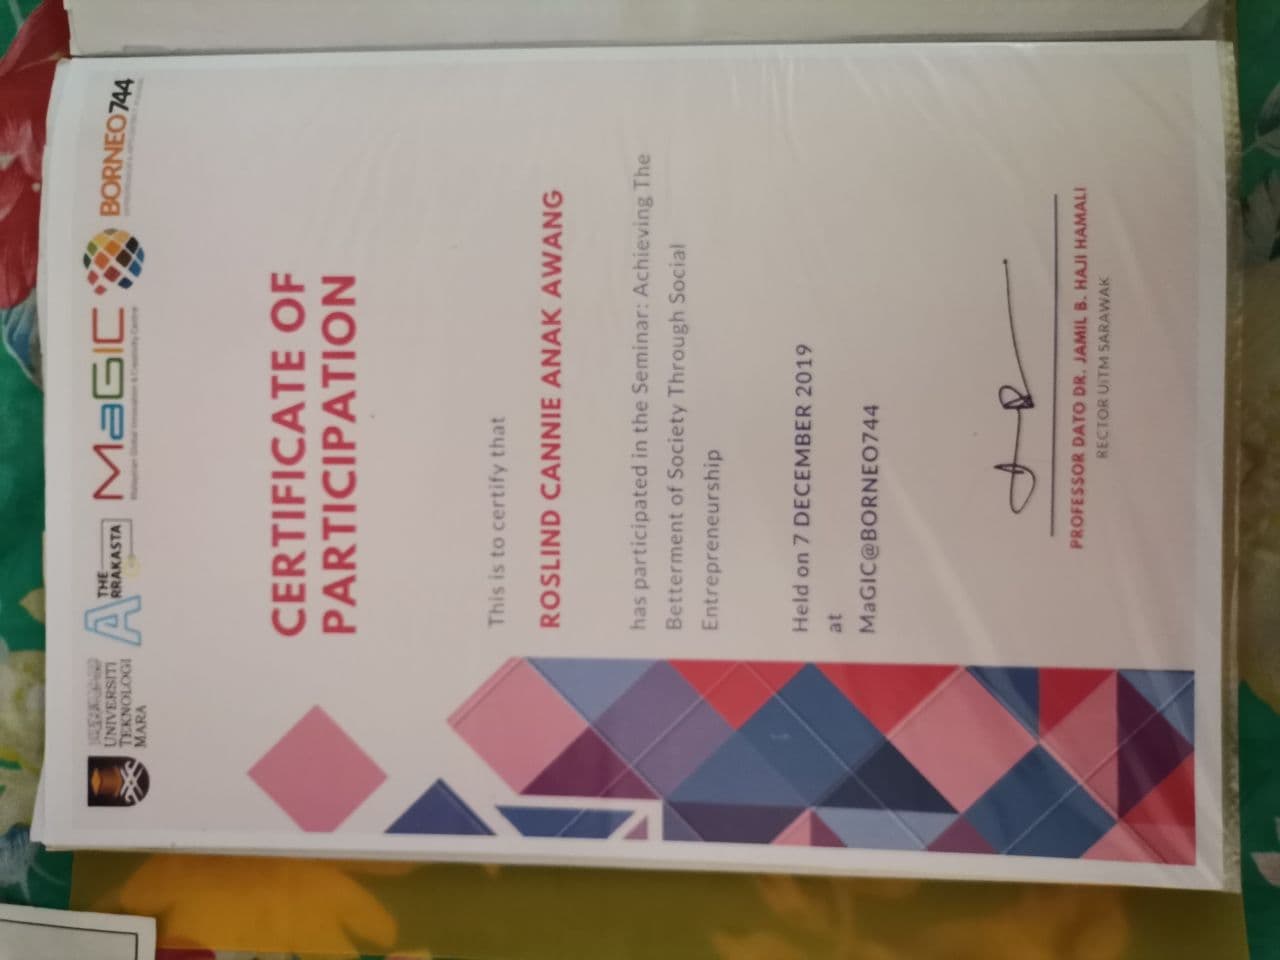 UNIVERSITI
TEKNOLOGI
MARA
THE
ARRAKASTA
MaGIC
Malaysian Global Innovation & Creativity Centre
BORNEO744
CERTIFICATE OF
PARTICIPATION
This is to certify that
ROSLIND CANNIE ANAK AWANG
has participated in the Seminar: Achieving The
Betterment of Society Through Social
Entrepreneurship
Held on 7 DECEMBER 2019
at
MaGIC@BORNEO744
PROFESSOR DATO DR. JAMIL B. HAJI HAMALI
RECTOR UiTM SARAWAK